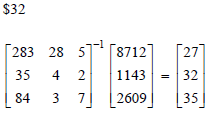 $32
[283 28 5]⁻¹ [8712] = [27]
[35 4 2] [1143] [32]
[84 3 7] [2609] [35]